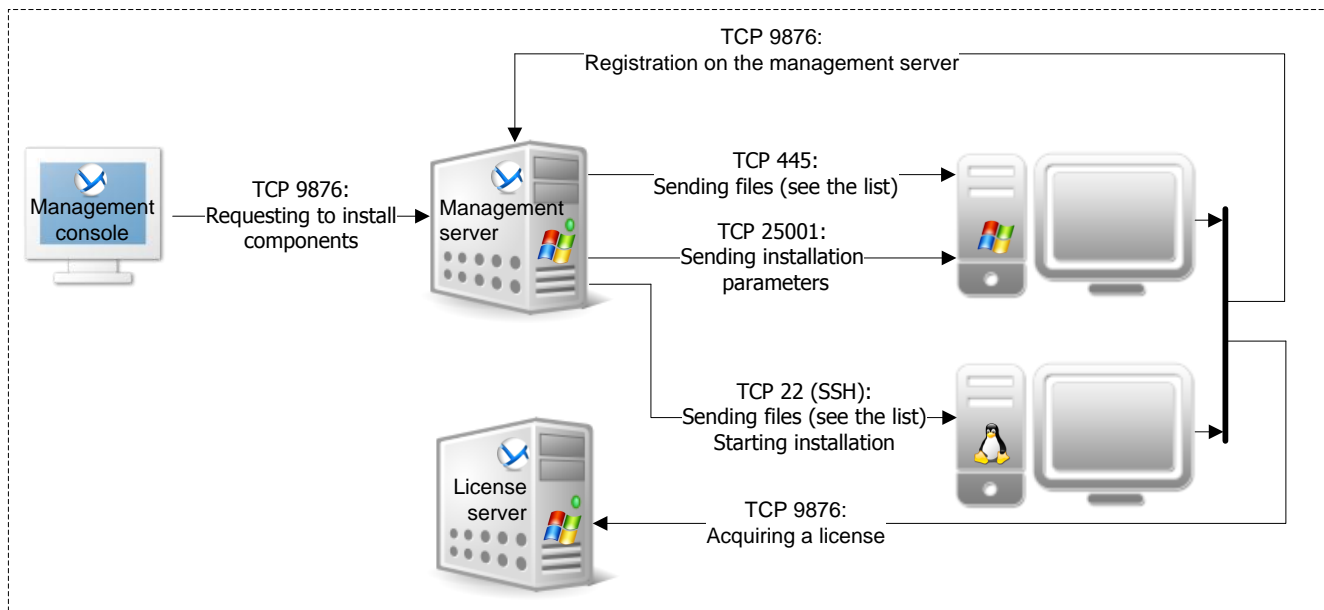 TCP 9876:
Registration on the management server
Management
console
TCP 9876:
Requesting to install
components
Management
server
TCP 445:
Sending files (see the list)
TCP 25001:
Sending installation
parameters
TCP 22 (SSH):
Sending files (see the list)
Starting installation
License
server
TCP 9876:
Acquiring a license